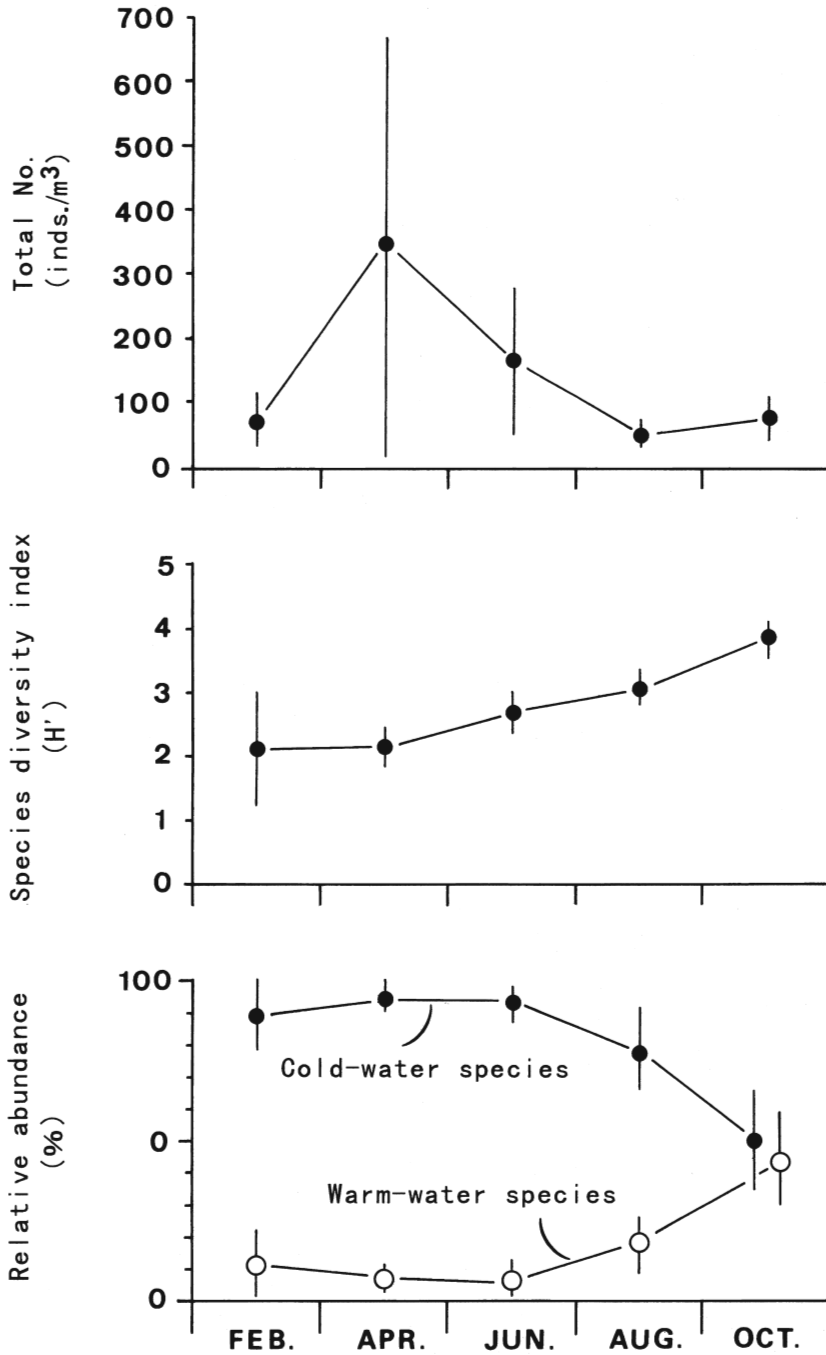 700
600
500
400
300
200
100
0
Total No.
(inds./m³)
5
4
3
2
1
0
Species diversity index
(H')
100
0
0
Relative abundance
(%)
Cold-water species
Warm-water species
FEB. APR. JUN. AUG. OCT.